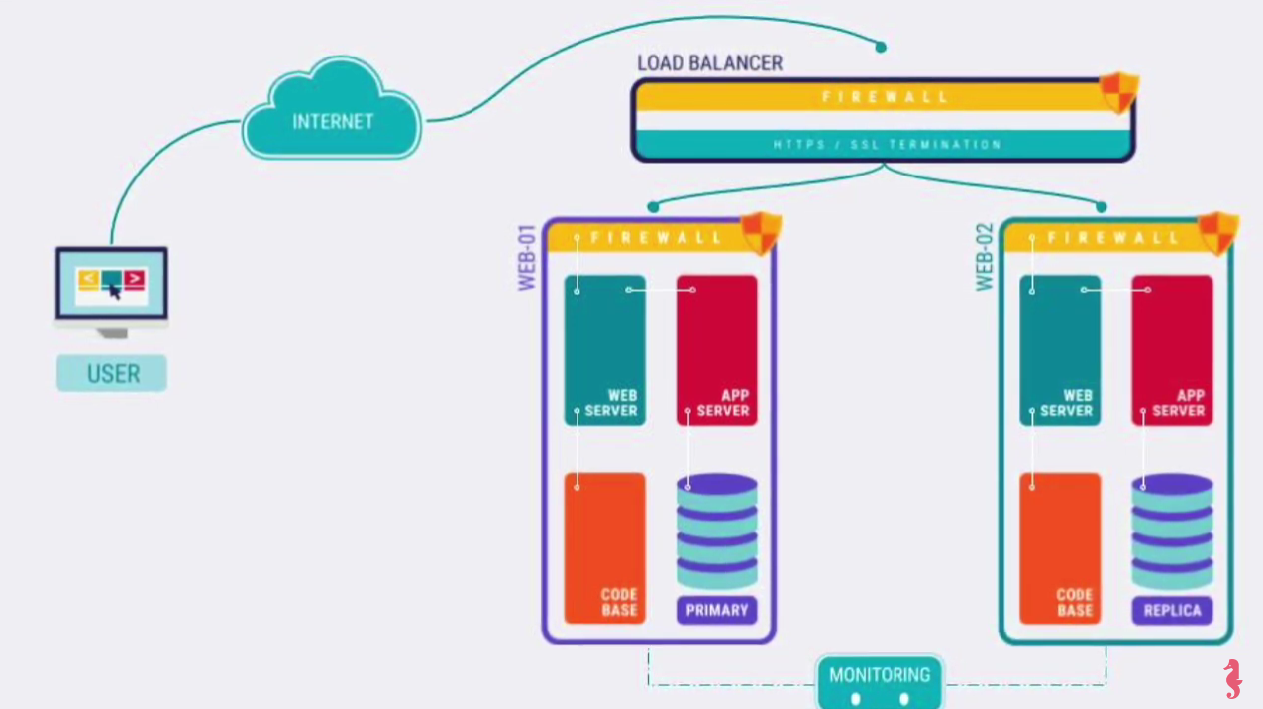 LOAD BALANCER
FIREWALL
INTERNET
HTTPS / SSL TERMINATION
WEB-01
FIREWALL
WEB-02
FIREWALL
< >
USER
WEB
SERVER
APP
SERVER
WEB
SERVER
APP
SERVER
CODE
BASE
PRIMARY
CODE
BASE
REPLICA
MONITORING